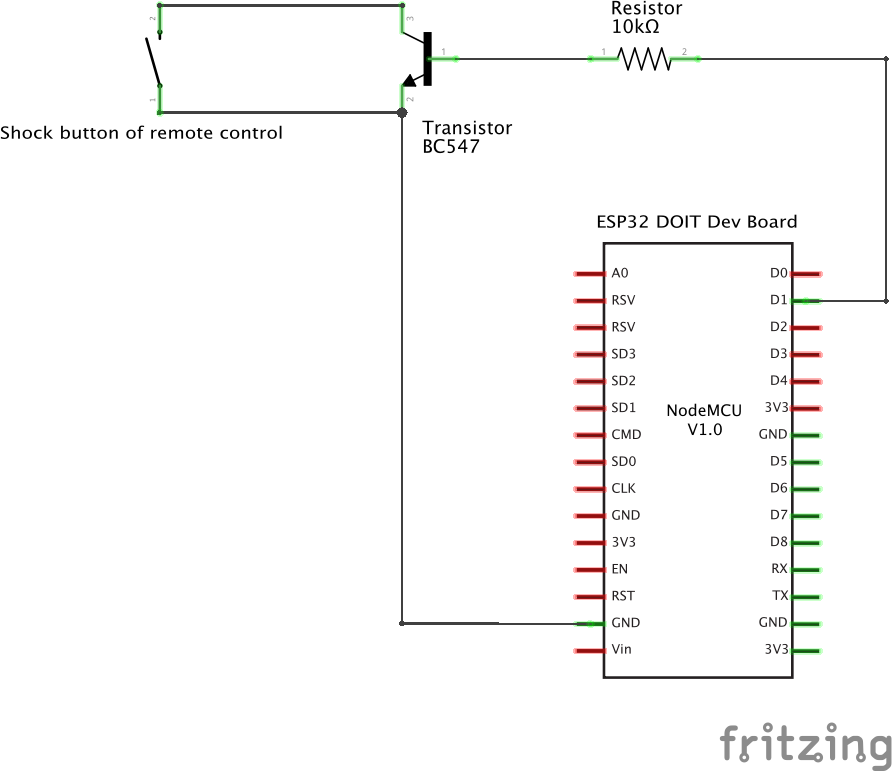 Resistor
10kΩ
2
3
1
1
2
1
2
Shock button of remote control
Transistor
BC547
ESP32 DOIT Dev Board
A0 D0
RSV D1
RSV D2
SD3 D3
SD2 D4
SD1 3V3
NodeMCU
V1.0
CMD GND
SD0 D5
CLK D6
GND D7
3V3 D8
EN RX
RST TX
GND GND
Vin 3V3
fritzing